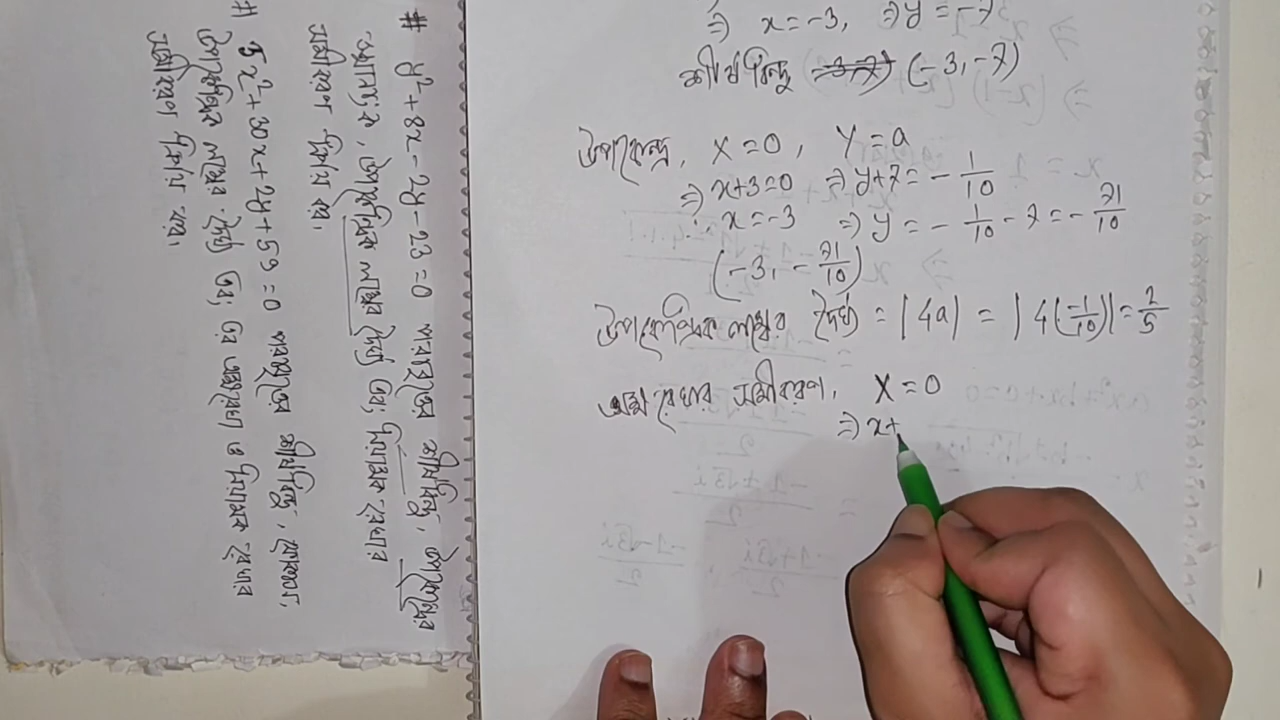 # y² + 8x - 2y - 23 = 0 পরাবৃত্তের শীর্ষবিন্দু, উপকেন্দ্রের
স্থানাংক, উপকেন্দ্রিক লম্বের দৈর্ঘ্য এবং নিয়ামক রেখার
সমীকরণ নির্ণয় কর।
# 5x² + 30x + 2y + 59 = 0 পরাবৃত্তের শীর্ষবিন্দু, ফোকাস,
উপকেন্দ্রিক লম্বের দৈর্ঘ্য এবং এর অক্ষরেখা ও নিয়ামক রেখার
সমীকরণ নির্ণয় কর।
⇒ x = -3, ⇒ y = -7
শীর্ষবিন্দু (-3, -7)
উপকেন্দ্র, X = 0, Y = a
⇒ x+3 = 0 ⇒ y+7 = - 1/10
∴ x = -3 ⇒ y = - 1/10 - 7 = - 71/10
(-3, - 71/10)
উপকেন্দ্রিক লম্বের দৈর্ঘ্য = |4a| = |4(-1/10)| = 2/5
অক্ষ রেখার সমীকরণ, X = 0
⇒ x+